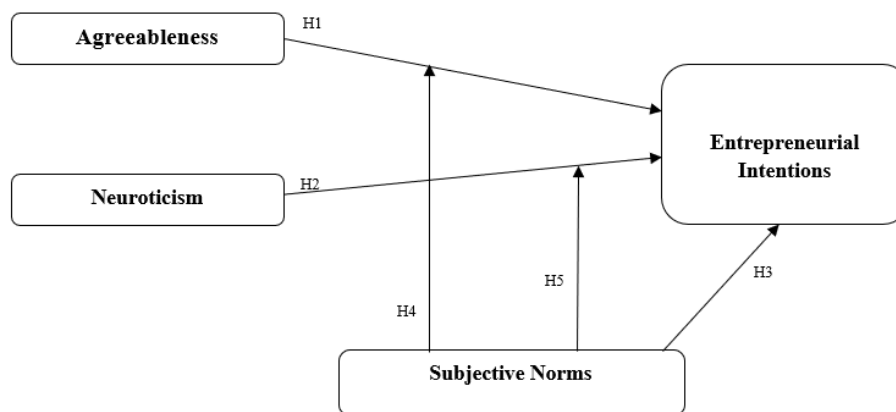 H1
Agreeableness
Entrepreneurial
Intentions
Neuroticism
H2
H3
H5
H4
Subjective Norms